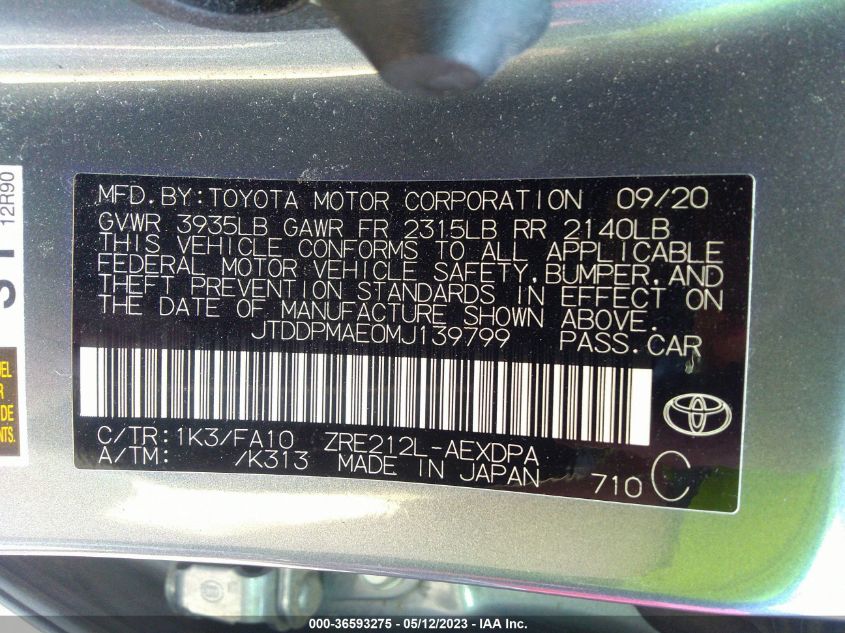 MFD.BY:TOYOTA MOTOR CORPORATION 09/20
GVWR 3935LB GAWR FR 2315LB RR 2140LB
THIS VEHICLE CONFORMS TO ALL APPLICABLE
FEDERAL MOTOR VEHICLE SAFETY,BUMPER,AND
THEFT PREVENTION STANDARDS IN EFFECT ON
THE DATE OF MANUFACTURE SHOWN ABOVE.
JTDDPMAE0MJ139799 PASS.CAR
C/TR:1K3/FA10 ZRE212L-AEXDPA
A/TM: /K313 MADE IN JAPAN
710 C
12R90
000-36593275 - 05/12/2023 - IAA Inc.